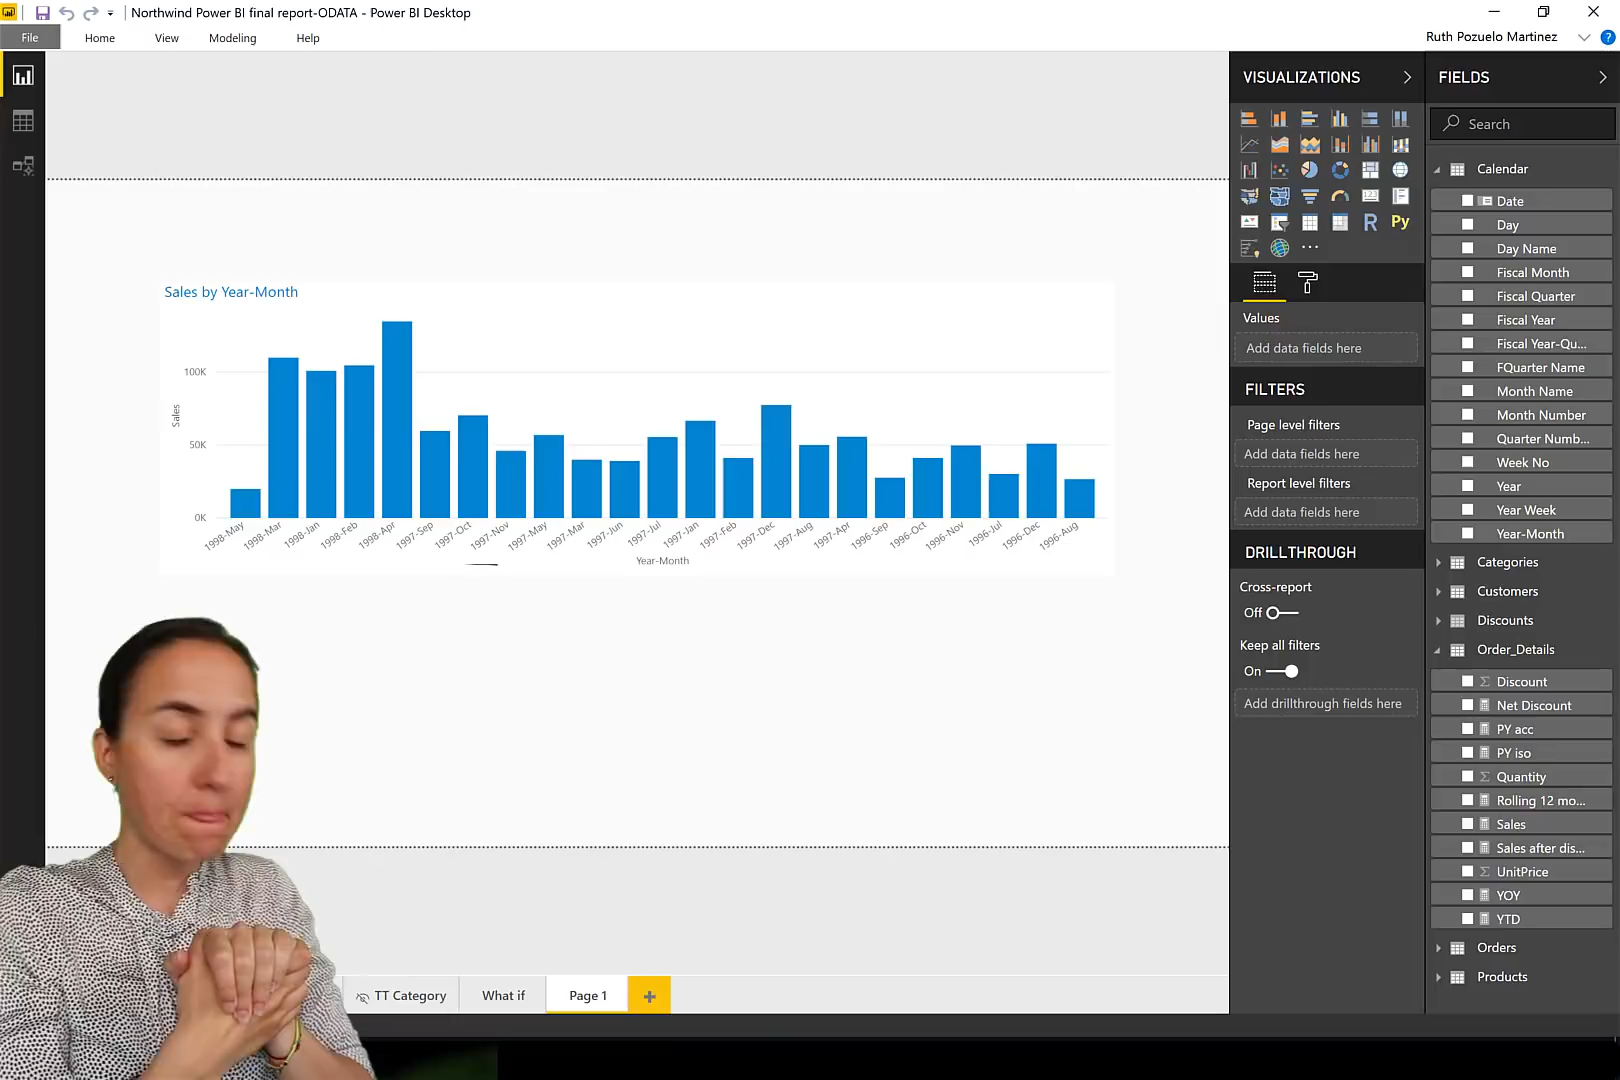 Northwind Power BI final report-ODATA - Power BI Desktop
File Home View Modeling Help
Ruth Pozuelo Martinez
?
VISUALIZATIONS
R
Py
Values
Add data fields here
FILTERS
Page level filters
Add data fields here
Report level filters
Add data fields here
DRILLTHROUGH
Cross-report
Off
Keep all filters
On
Add drillthrough fields here
FIELDS
Search
Calendar
Date
Day
Day Name
Fiscal Month
Fiscal Quarter
Fiscal Year
Fiscal Year-Qu...
FQuarter Name
Month Name
Month Number
Quarter Numb...
Week No
Year
Year Week
Year-Month
Categories
Customers
Discounts
Order_Details
Discount
Net Discount
PY acc
PY iso
Quantity
Rolling 12 mo...
Sales
Sales after dis...
UnitPrice
YOY
YTD
Orders
Products
Sales by Year-Month
Sales
100K
50K
0K
1998-May 1998-Mar 1998-Jan 1998-Feb 1998-Apr 1997-Sep 1997-Oct 1997-Nov 1997-May 1997-Mar 1997-Jun 1997-Jul 1997-Jan 1997-Feb 1997-Dec 1997-Aug 1997-Apr 1996-Sep 1996-Oct 1996-Nov 1996-Jul 1996-Dec 1996-Aug
Year-Month
TT Category What if Page 1 +